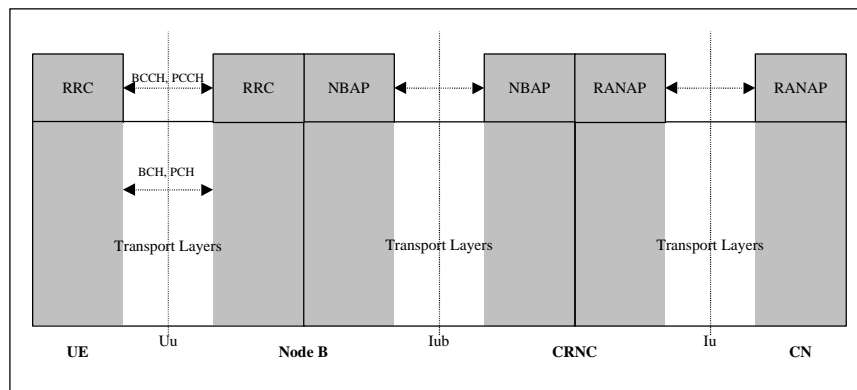 BCCH, PCCH
RRC RRC NBAP NBAP RANAP RANAP
BCH, PCH
Transport Layers Transport Layers Transport Layers
Uu Iub Iu
UE Node B CRNC CN